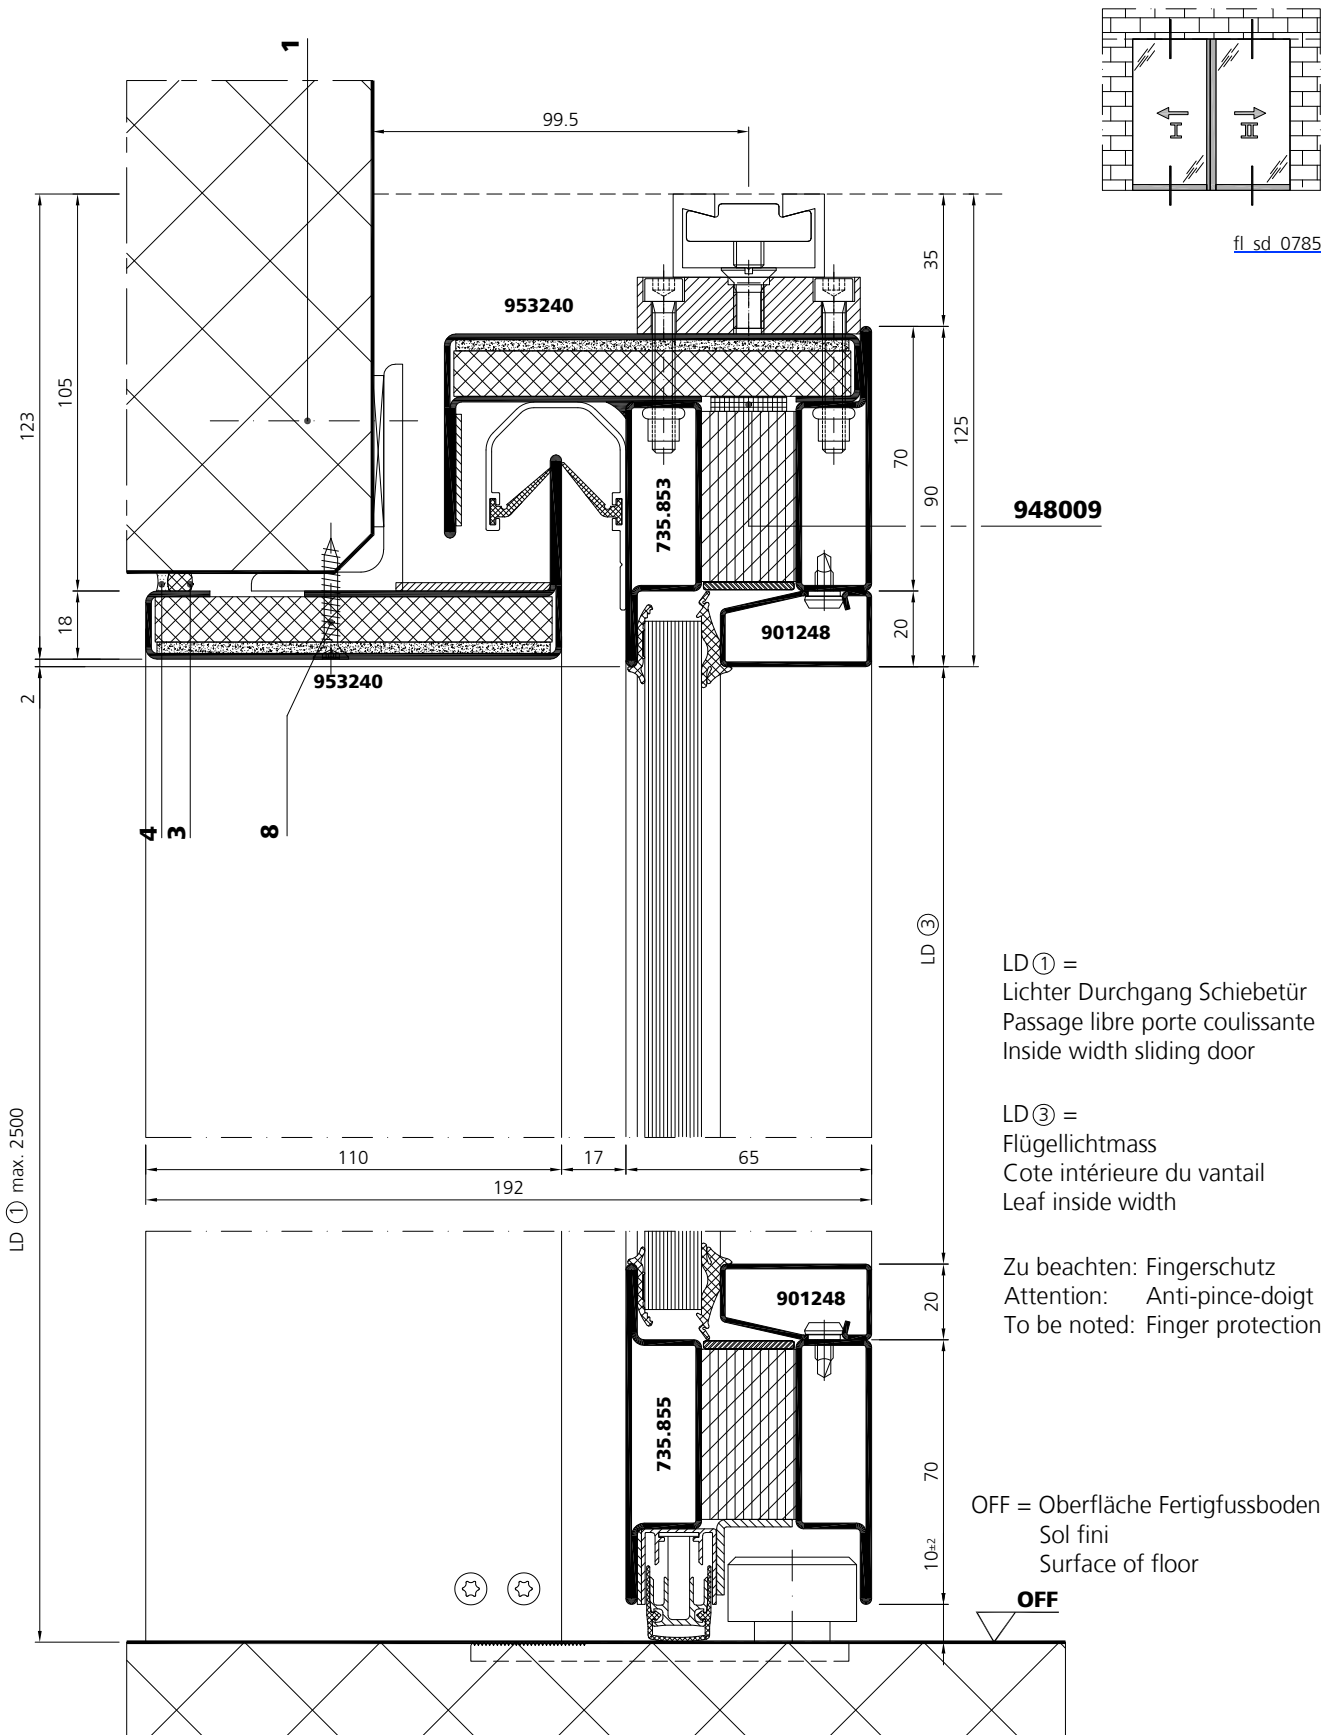 1
99.5
I
II
fl_sd_0785
35
953240
105
123
125
70
90
735.853
948009
18
901248
20
953240
2
4
3
8
LD ③
LD ① =
Lichter Durchgang Schiebetür
Passage libre porte coulissante
Inside width sliding door
LD ③ =
Flügellichtmass
Cote intérieure du vantail
Leaf inside width
LD ① max. 2500
110
17
65
192
Zu beachten: Fingerschutz
Attention: Anti-pince-doigt
To be noted: Finger protection
901248
20
735.855
70
OFF = Oberfläche Fertigfussboden
Sol fini
Surface of floor
10±2
OFF